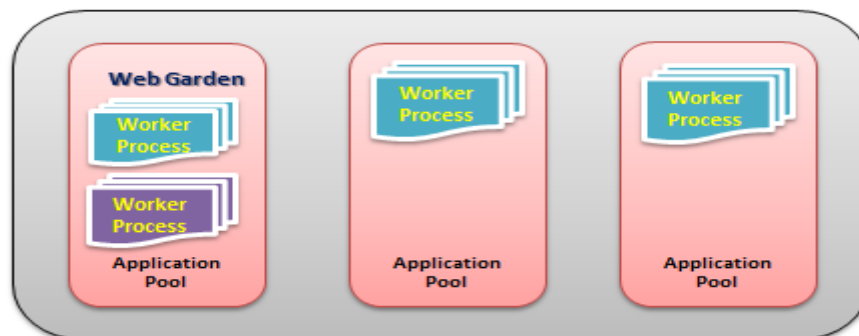 Web Garden
Worker
Process
Worker
Process
Application
Pool
Worker
Process
Application
Pool
Worker
Process
Application
Pool